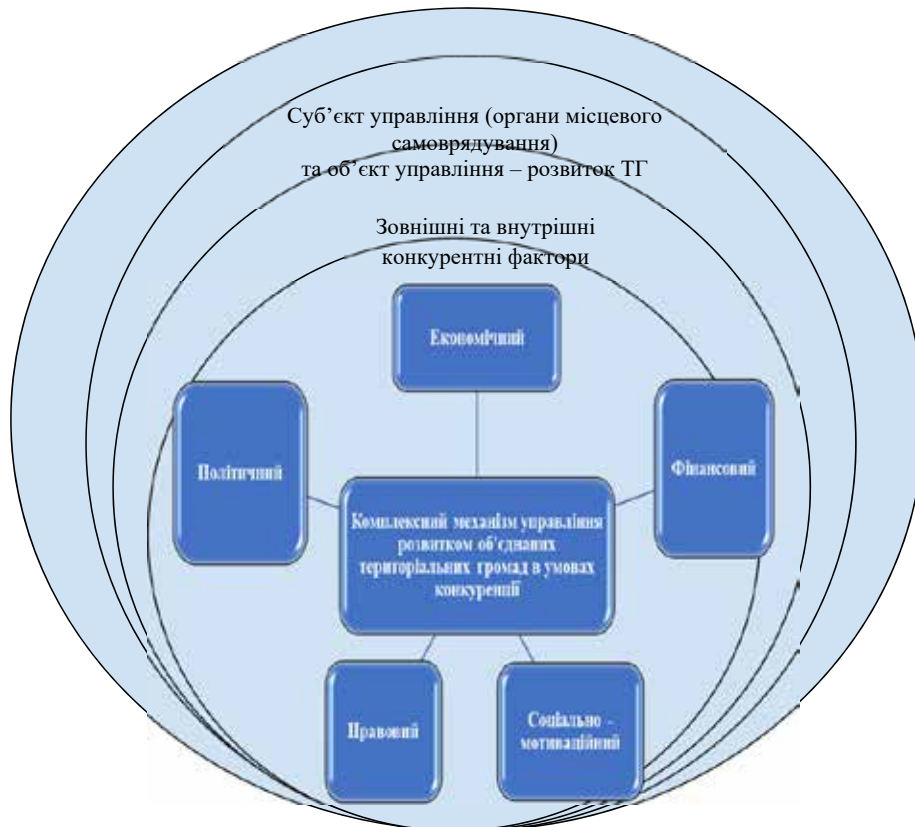 Суб’єкт управління (органи місцевого
самоврядування)
та об’єкт управління – розвиток ТГ
Зовнішні та внутрішні
конкурентні фактори
Економічний
Політичний
Фінансовий
Комплексний механізм управління
розвитком об'єднаних
територіальних громад в умовах
конкуренції
Правовий
Соціально -
мотиваційний